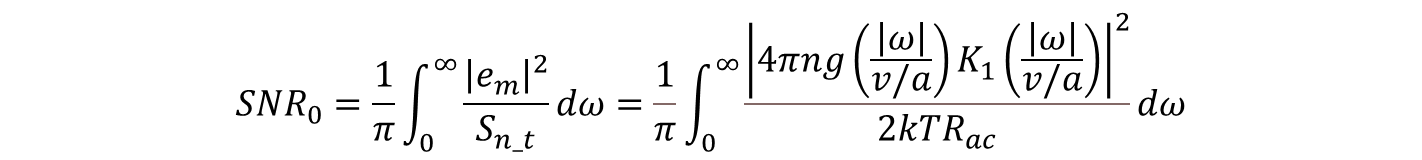 $SNR_0 = \frac{1}{\pi} \int_0^{\infty} \frac{|e_m|^2}{S_{n\_t}} d\omega = \frac{1}{\pi} \int_0^{\infty} \frac{\left|4\pi n g \left(\frac{|\omega|}{v/a}\right) K_1 \left(\frac{|\omega|}{v/a}\right)\right|^2}{2kTR_{ac}} d\omega$